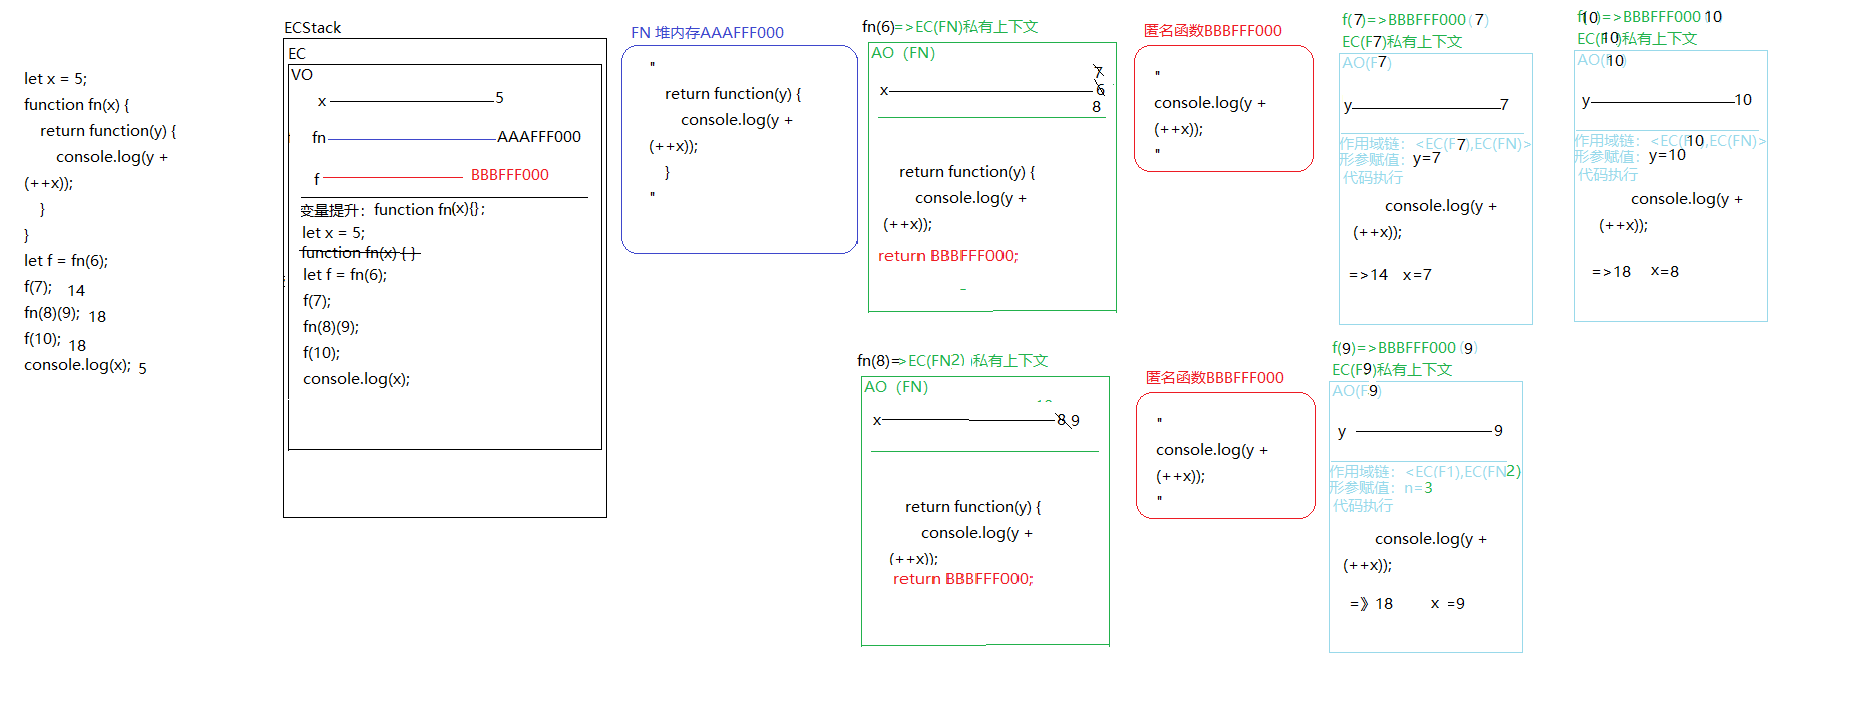 let x = 5;
function fn(x) {
return function(y) {
console.log(y +
(++x));
}
}
let f = fn(6);
f(7); 14
fn(8)(9); 18
f(10); 18
console.log(x); 5
ECStack
EC
VO
x 5
fn AAAFFF000
f BBBFFF000
变量提升：function fn(x){};
let x = 5;
function fn(x) { }
let f = fn(6);
f(7);
fn(8)(9);
f(10);
console.log(x);
FN 堆内存AAAFFF000
"
return function(y) {
console.log(y +
(++x));
}
"
fn(6)=>EC(FN)私有上下文
AO（FN）
7
x 6
8
return function(y) {
console.log(y +
(++x));
return BBBFFF000;
匿名函数BBBFFF000
"
console.log(y +
(++x));
"
f(7)=>BBBFFF000 (7)
EC(F7)私有上下文
AO(F7)
y 7
作用域链：<EC(F7),EC(FN)>
形参赋值：y=7
代码执行
console.log(y +
(++x));
=>14 x=7
f(10)=>BBBFFF000 10
EC(F10)私有上下文
AO(F10)
y 10
作用域链：<EC(F10),EC(FN)>
形参赋值：y=10
代码执行
console.log(y +
(++x));
=>18 x=8
fn(8)=>EC(FN2)私有上下文
AO（FN）
x 8 9
return function(y) {
console.log(y +
(++x));
return BBBFFF000;
匿名函数BBBFFF000
"
console.log(y +
(++x));
"
f(9)=>BBBFFF000 (9)
EC(F9)私有上下文
AO(F9)
y 9
作用域链：<EC(F1),EC(FN2)
形参赋值：n=3
代码执行
console.log(y +
(++x));
=》18 x =9